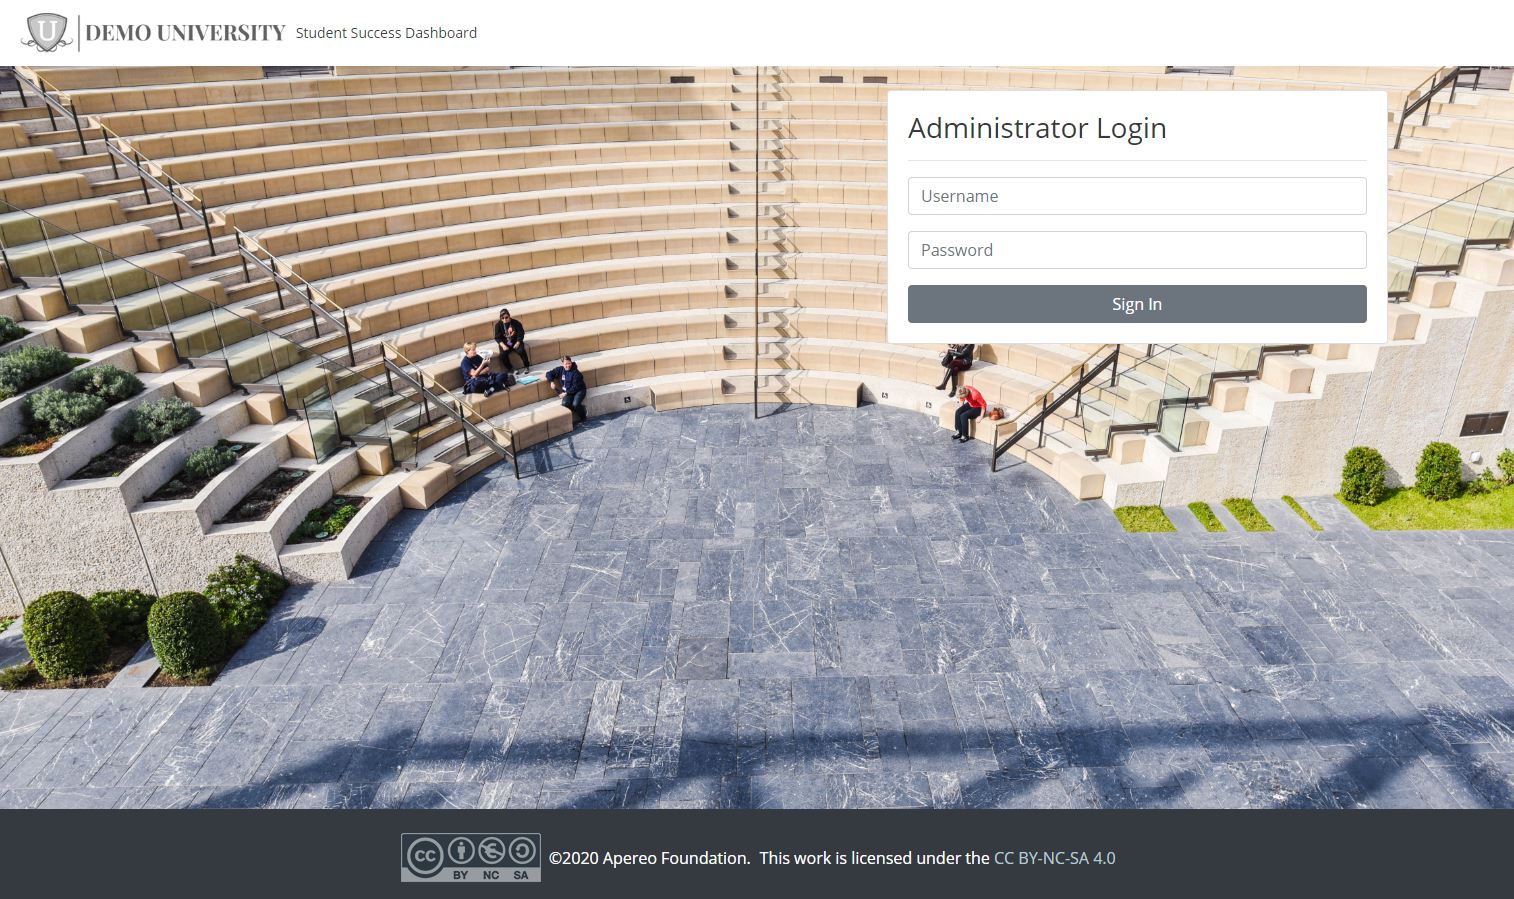 U DEMO UNIVERSITY Student Success Dashboard
Administrator Login
Username
Password
Sign In
cc BY NC SA ©2020 Apereo Foundation. This work is licensed under the CC BY-NC-SA 4.0